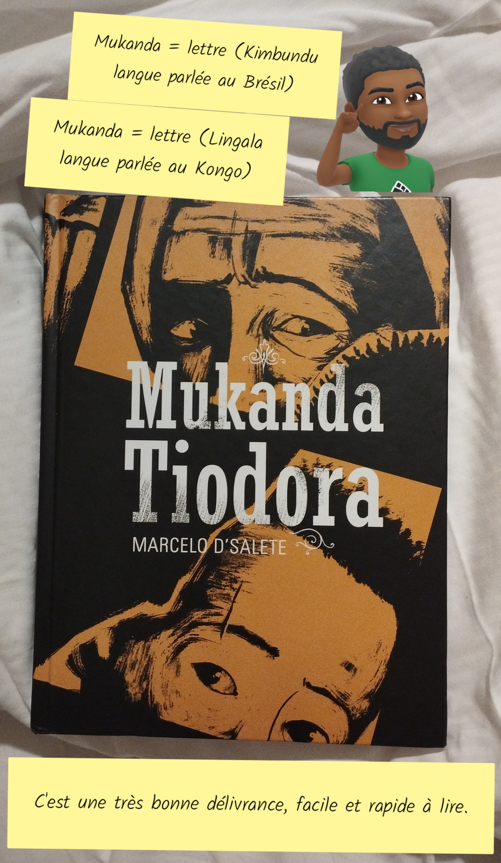 Mukanda = lettre (Kimbundu
langue parlée au Brésil)
Mukanda = lettre (Lingala
langue parlée au Kongo)
Mukanda
Tiodora
MARCELO D'SALETE
C'est une très bonne délivrance, facile et rapide à lire.